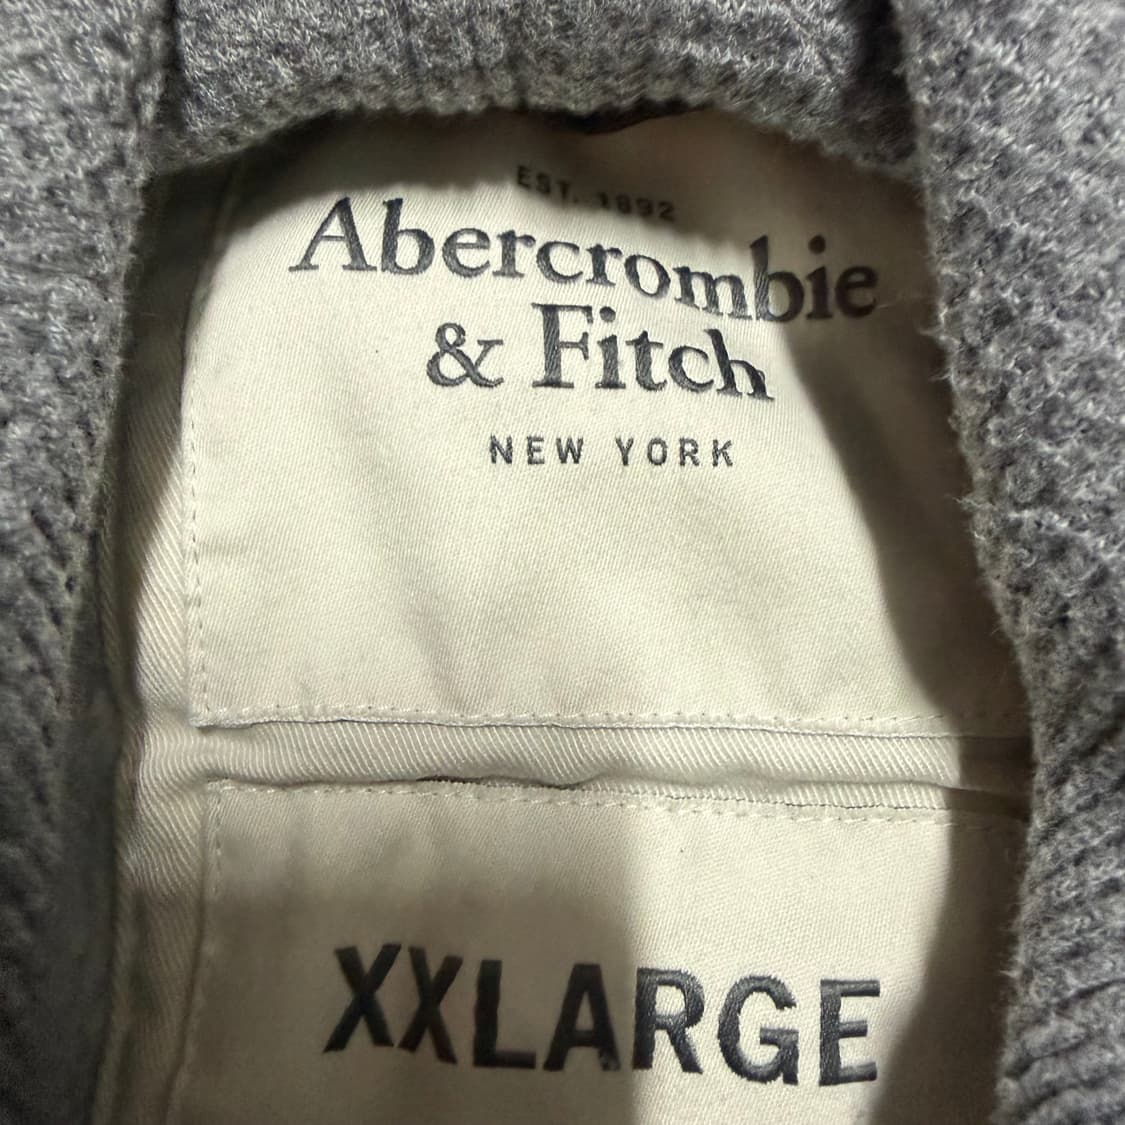 EST. 1892
Abercrombie
& Fitch
NEW YORK
XXLARGE